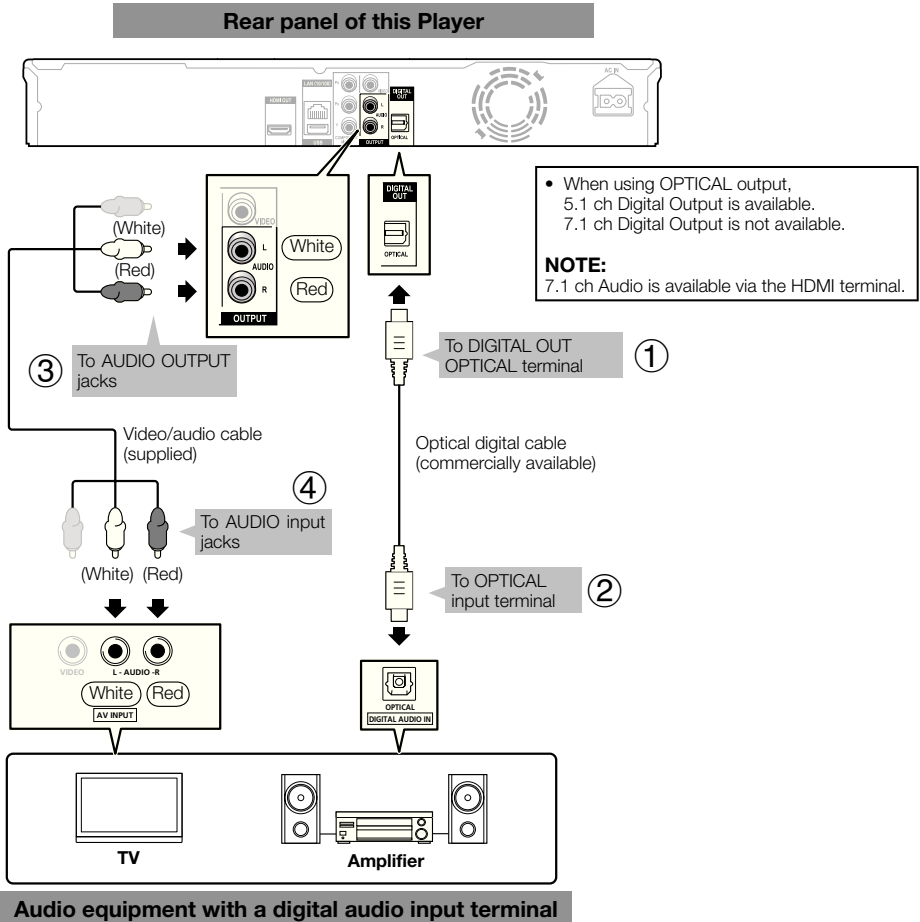 Rear panel of this Player
AC IN
HDMI OUT
LAN (10/100)
USB
VIDEO
L
AUDIO
R
OUTPUT
DIGITAL
OUT
OPTICAL
(White)
(Red)
VIDEO
L
AUDIO
R
OUTPUT
White
Red
DIGITAL
OUT
OPTICAL
• When using OPTICAL output,
5.1 ch Digital Output is available.
7.1 ch Digital Output is not available.
NOTE:
7.1 ch Audio is available via the HDMI terminal.
③
To AUDIO OUTPUT
jacks
To DIGITAL OUT
OPTICAL terminal
①
Video/audio cable
(supplied)
Optical digital cable
(commercially available)
④
To AUDIO input
jacks
(White) (Red)
To OPTICAL
input terminal
②
VIDEO
L - AUDIO -R
White Red
AV INPUT
OPTICAL
DIGITAL AUDIO IN
TV
Amplifier
Audio equipment with a digital audio input terminal